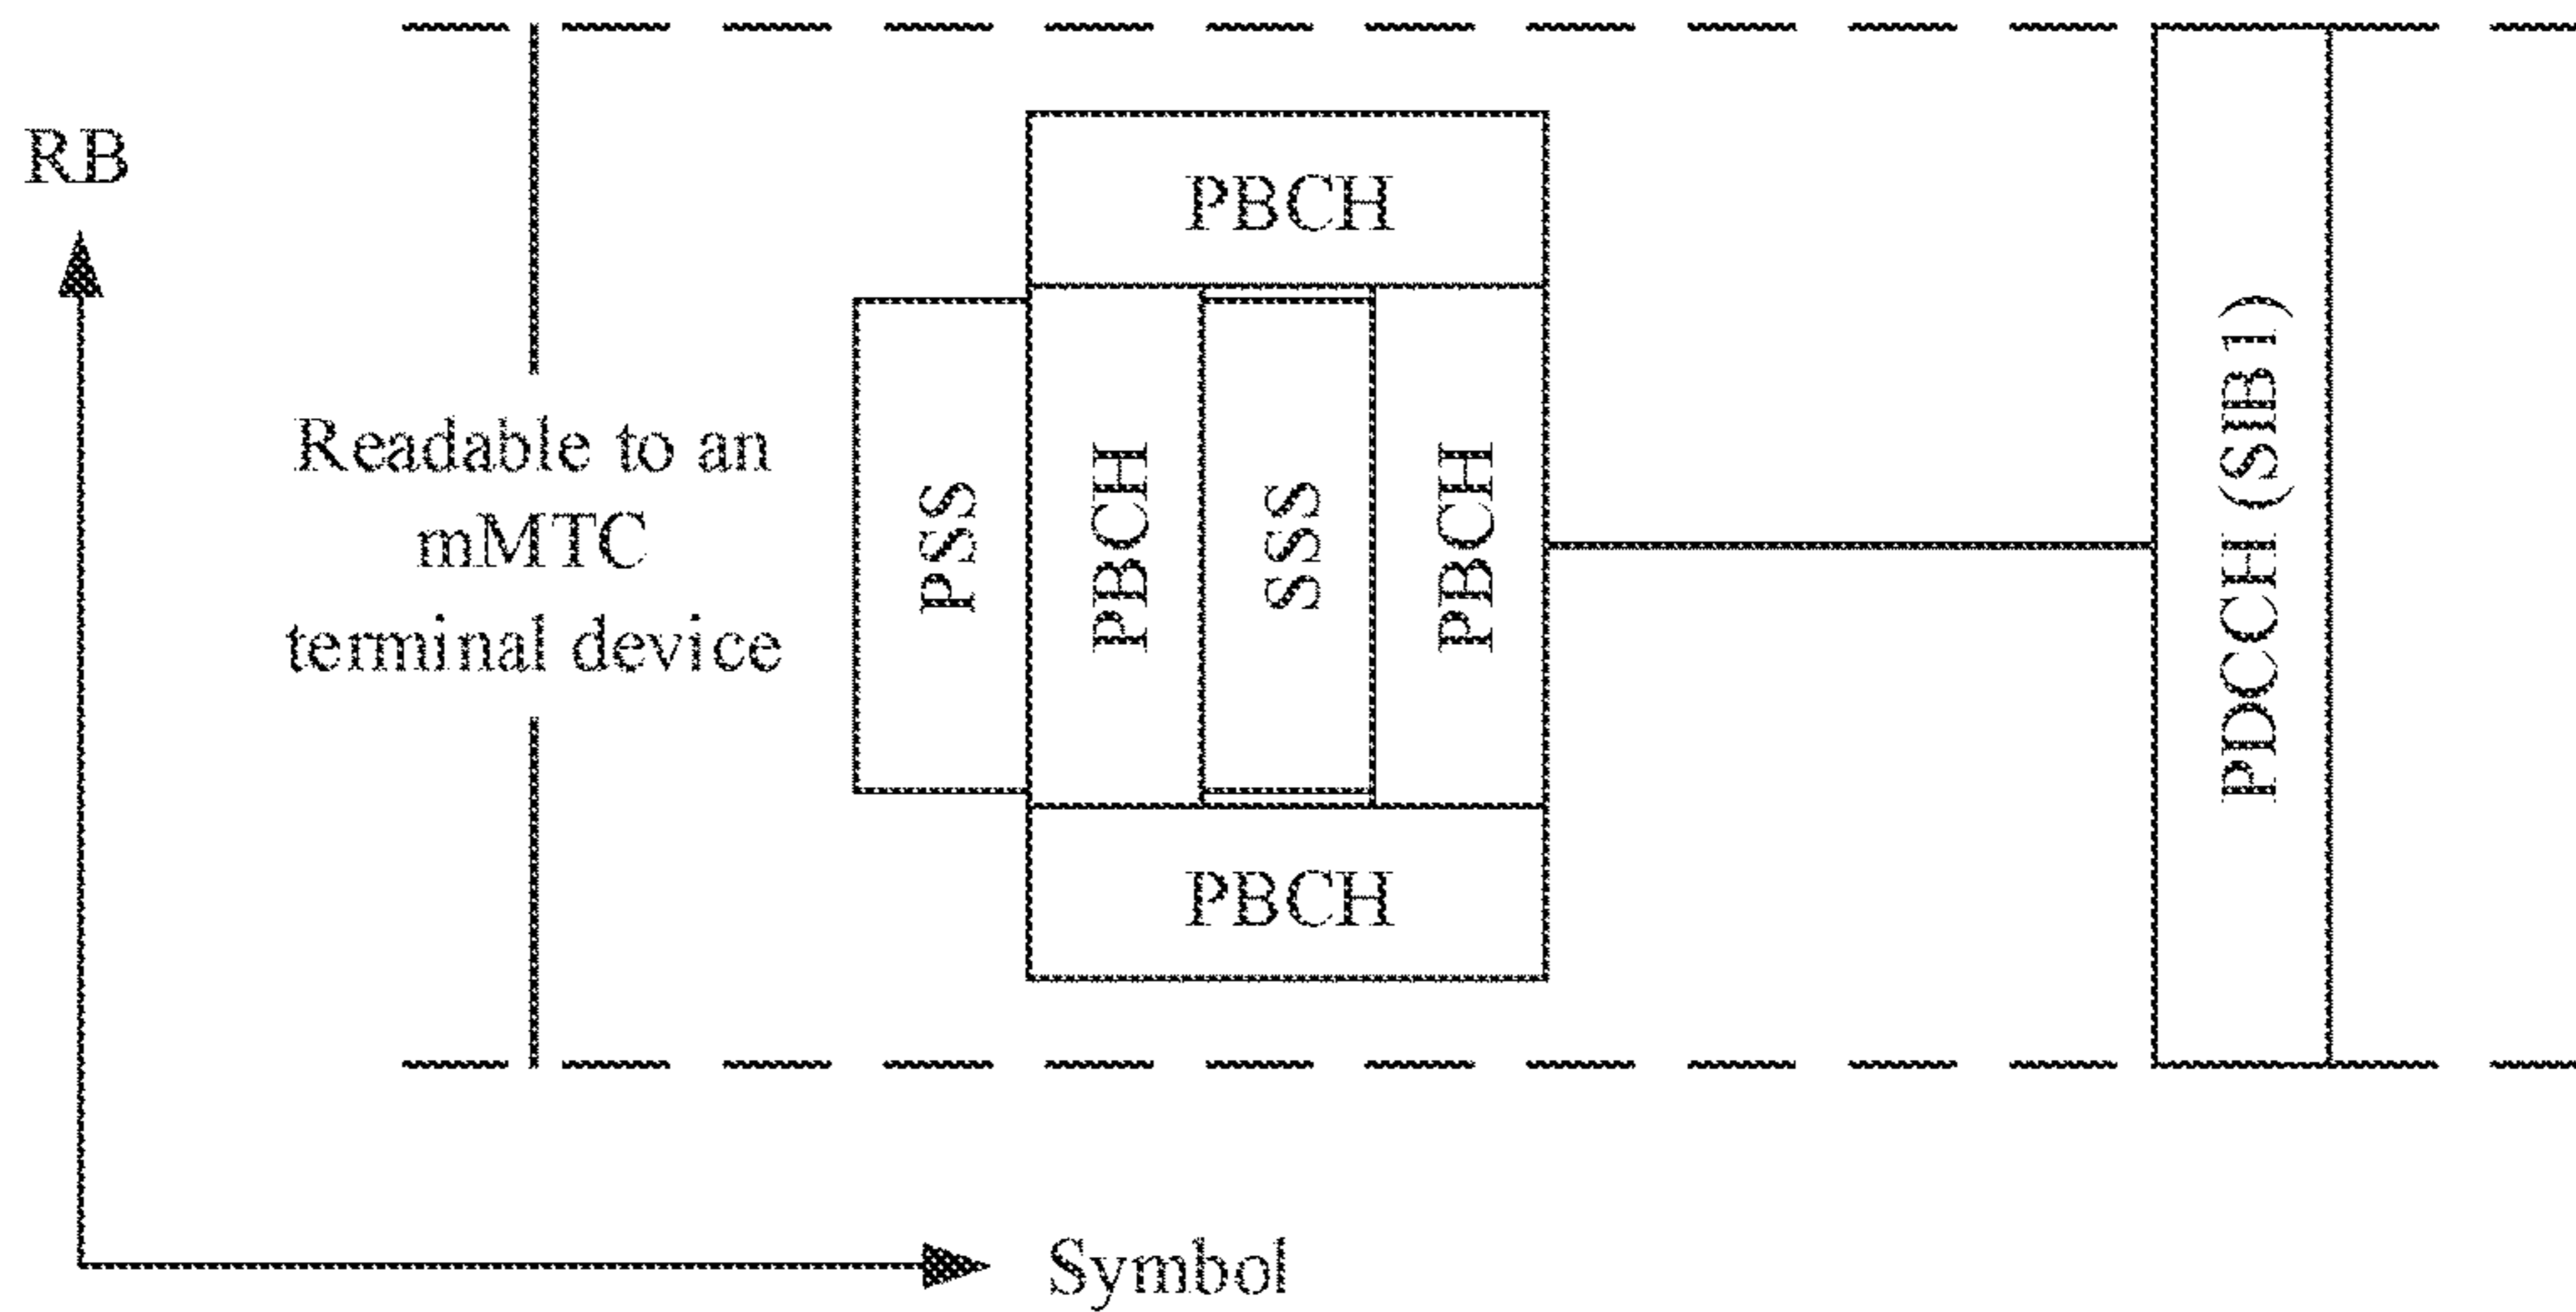 RB
PBCH
Readable to an
mMTC
terminal device
PSS
PBCH
SSS
PBCH
PDCCH (SIB1)
PBCH
Symbol